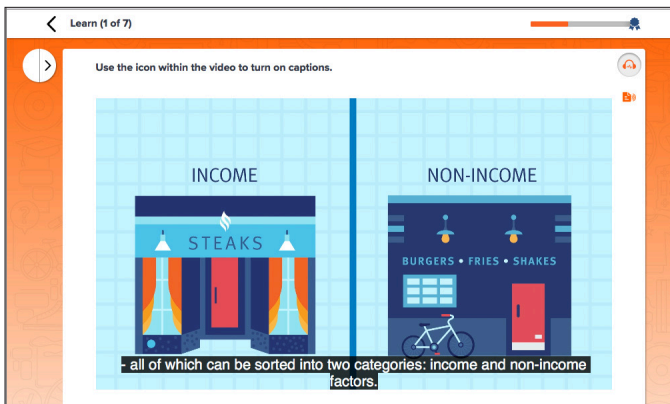 Learn (1 of 7)
Use the icon within the video to turn on captions.
INCOME
NON-INCOME
STEAKS
BURGERS • FRIES • SHAKES
- all of which can be sorted into two categories: income and non-income
factors.